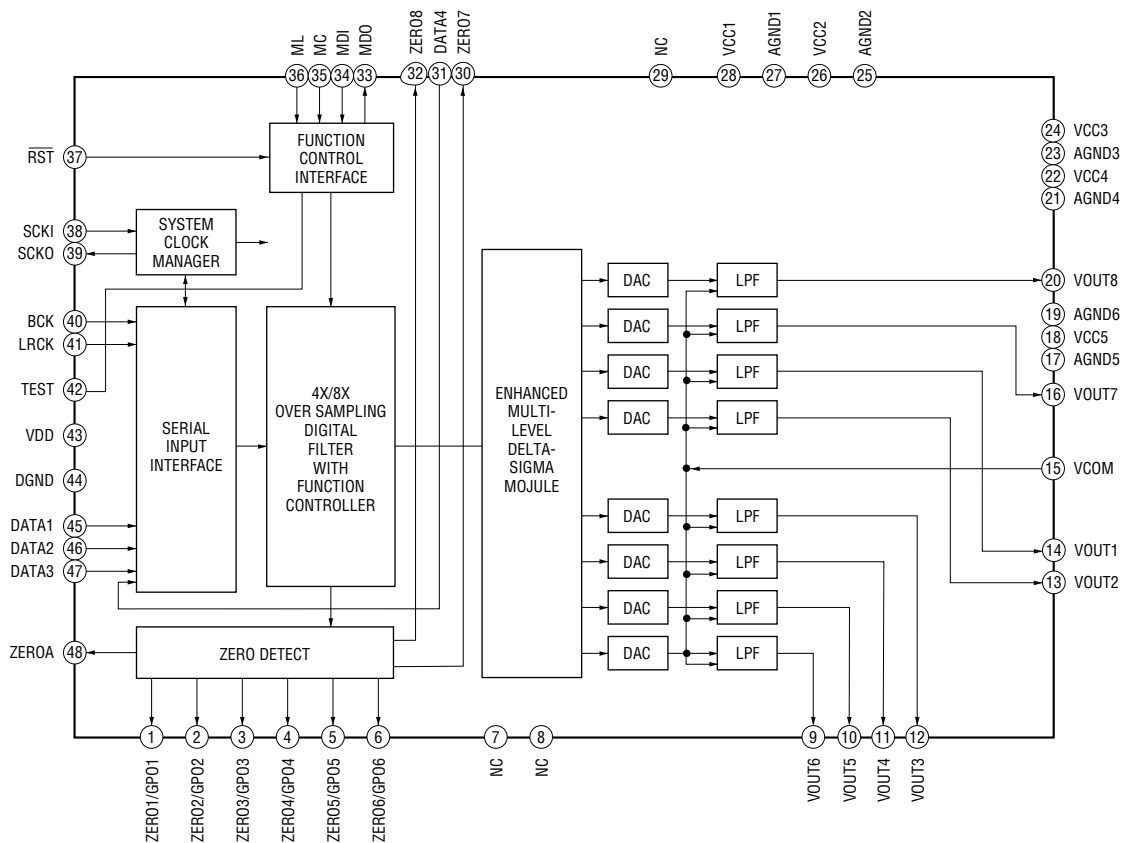 ML
MC
MDI
MDO
ZERO8
DATA4
ZERO7
NC
VCC1
AGND1
VCC2
AGND2
36
35
34
33
32
31
30
29
28
27
26
25
RST 37
FUNCTION
CONTROL
INTERFACE
24 VCC3
23 AGND3
22 VCC4
21 AGND4
SCKI 38
SCKO 39
SYSTEM
CLOCK
MANAGER
BCK 40
LRCK 41
TEST 42
VDD 43
DGND 44
DATA1 45
DATA2 46
DATA3 47
SERIAL
INPUT
INTERFACE
4X/8X
OVER SAMPLING
DIGITAL
FILTER
WITH
FUNCTION
CONTROLLER
ENHANCED
MULTI-
LEVEL
DELTA-
SIGMA
MOJULE
DAC LPF
DAC LPF
DAC LPF
DAC LPF
DAC LPF
DAC LPF
DAC LPF
DAC LPF
20 VOUT8
19 AGND6
18 VCC5
17 AGND5
16 VOUT7
15 VCOM
14 VOUT1
13 VOUT2
ZEROA 48
ZERO DETECT
1
2
3
4
5
6
7
8
9
10
11
12
ZERO1/GPO1
ZERO2/GPO2
ZERO3/GPO3
ZERO4/GPO4
ZERO5/GPO5
ZERO6/GPO6
NC
NC
VOUT6
VOUT5
VOUT4
VOUT3